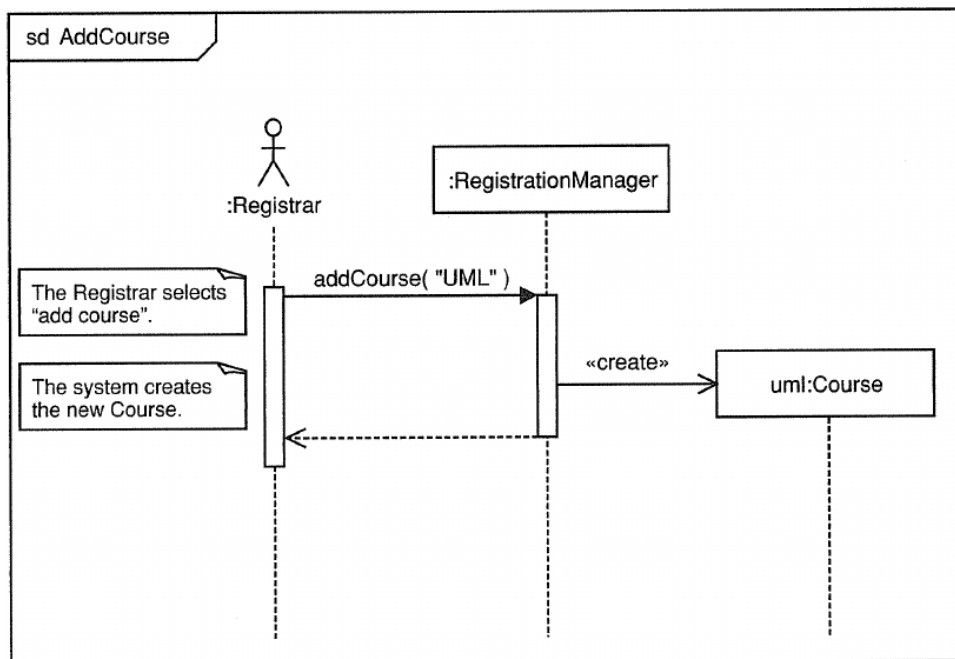 sd AddCourse
:Registrar
:RegistrationManager
The Registrar selects
“add course”.
addCourse( "UML" )
The system creates
the new Course.
«create»
uml:Course